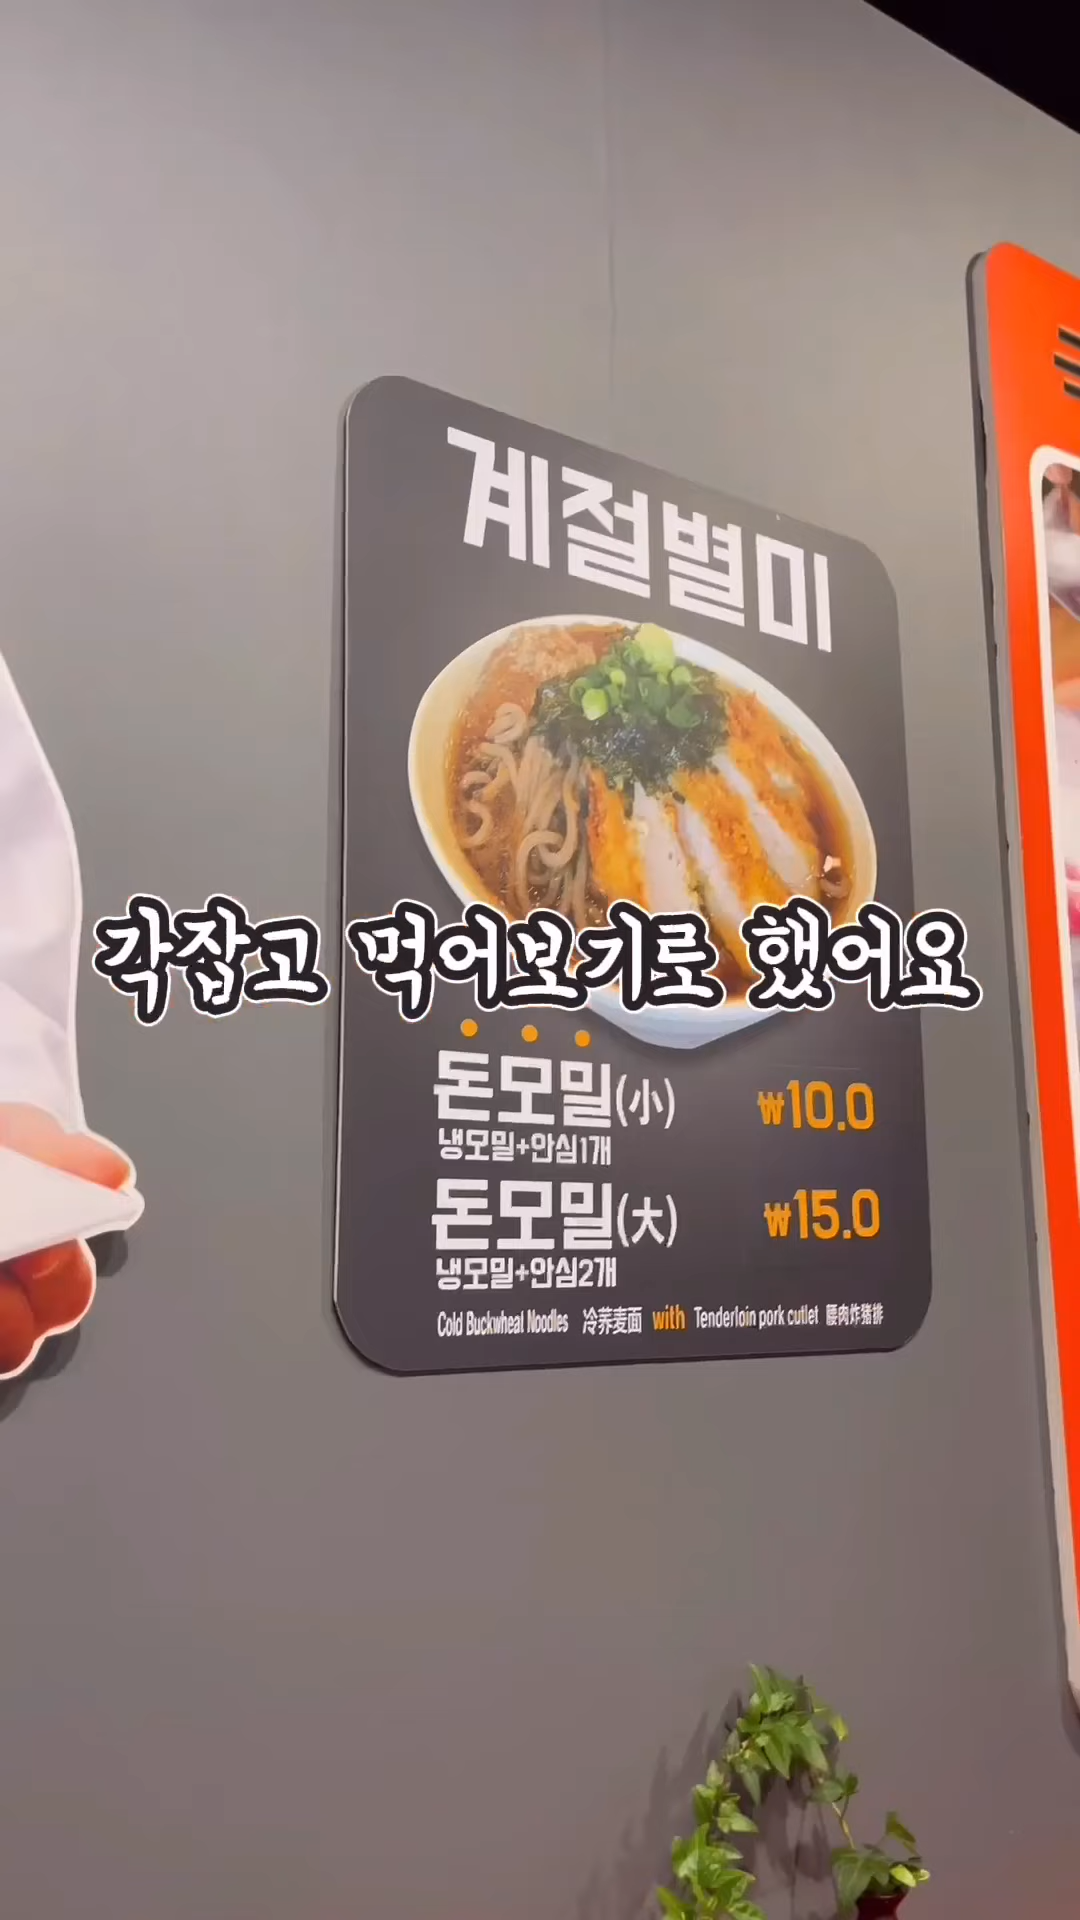 계절별미
각잡고 먹어보기로 했어요
돈모밀(小) ₩10.0
냉모밀+안심1개
돈모밀(大) ₩15.0
냉모밀+안심2개
Cold Buckwheat Noodles 冷荞麦面 with Tenderloin pork cutlet 腰肉炸猪排